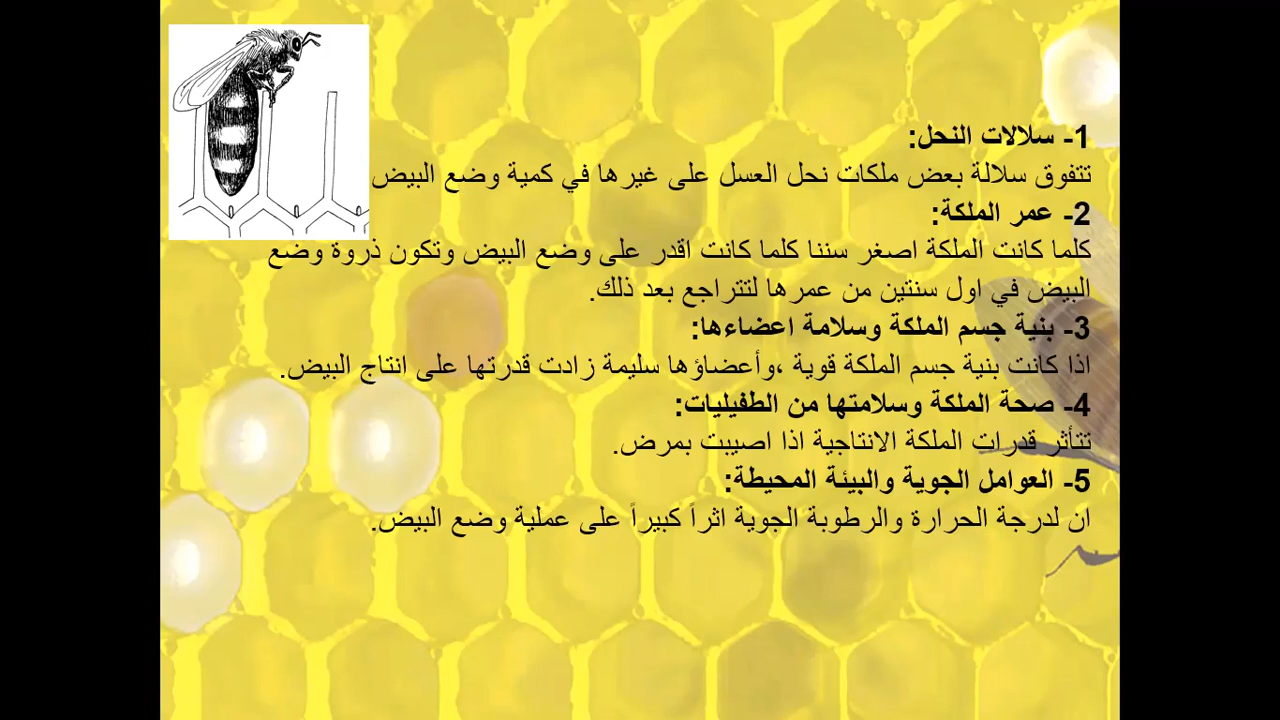 1- سلالات النحل:
تتفوق سلالة بعض ملكات نحل العسل على غيرها في كمية وضع البيض
2- عمر الملكة:
كلما كانت الملكة اصغر سننا كلما كانت اقدر على وضع البيض وتكون ذروة وضع
البيض في اول سنتين من عمرها لتتراجع بعد ذلك.
3- بنية جسم الملكة وسلامة اعضاءها:
اذا كانت بنية جسم الملكة قوية ،وأعضاؤها سليمة زادت قدرتها على انتاج البيض.
4- صحة الملكة وسلامتها من الطفيليات:
تتأثر قدرات الملكة الانتاجية اذا اصيبت بمرض.
5- العوامل الجوية والبيئة المحيطة:
ان لدرجة الحرارة والرطوبة الجوية اثراً كبيراً على عملية وضع البيض.